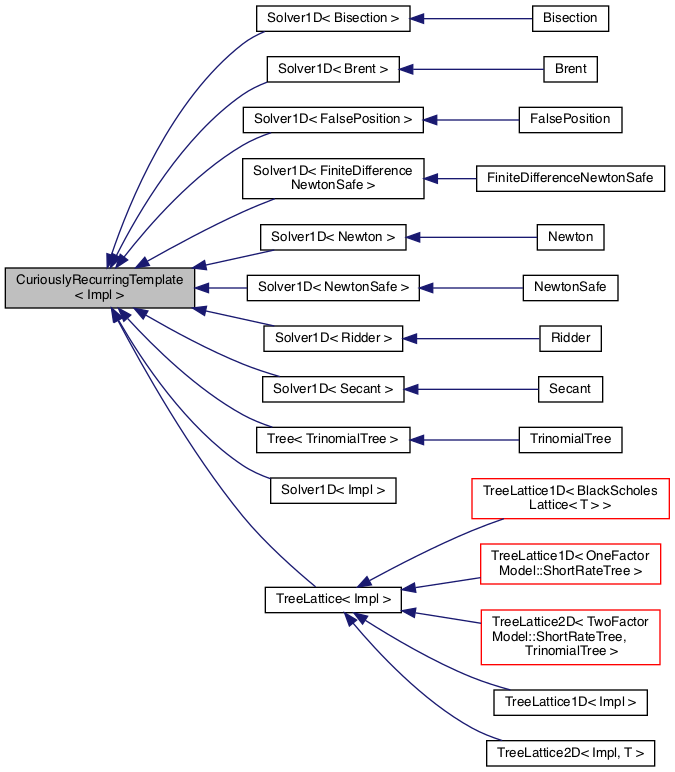 Solver1D< Bisection >
Bisection
Solver1D< Brent >
Brent
Solver1D< FalsePosition >
FalsePosition
Solver1D< FiniteDifference
NewtonSafe >
FiniteDifferenceNewtonSafe
Solver1D< Newton >
Newton
CuriouslyRecurringTemplate
< Impl >
Solver1D< NewtonSafe >
NewtonSafe
Solver1D< Ridder >
Ridder
Solver1D< Secant >
Secant
Tree< TrinomialTree >
TrinomialTree
Solver1D< Impl >
TreeLattice1D< BlackScholes
Lattice< T > >
TreeLattice1D< OneFactor
Model::ShortRateTree >
TreeLattice< Impl >
TreeLattice2D< TwoFactor
Model::ShortRateTree,
TrinomialTree >
TreeLattice1D< Impl >
TreeLattice2D< Impl, T >